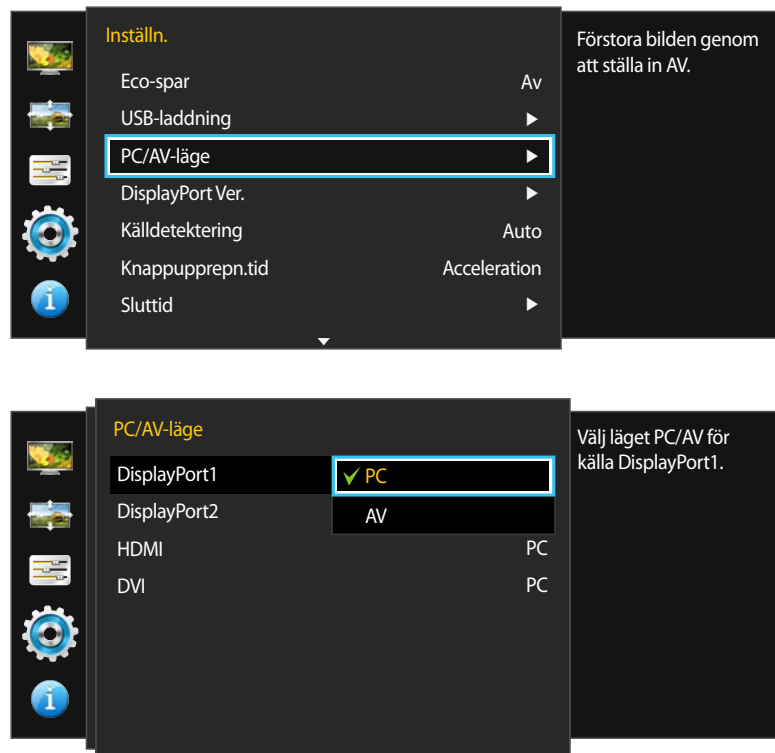 Inställn.
Eco-spar Av
USB-laddning
PC/AV-läge
DisplayPort Ver.
Källdetektering Auto
Knappupprepn.tid Acceleration
Sluttid
Förstora bilden genom
att ställa in AV.
PC/AV-läge
DisplayPort1 PC
DisplayPort2 AV
HDMI PC
DVI PC
Välj läget PC/AV för
källa DisplayPort1.